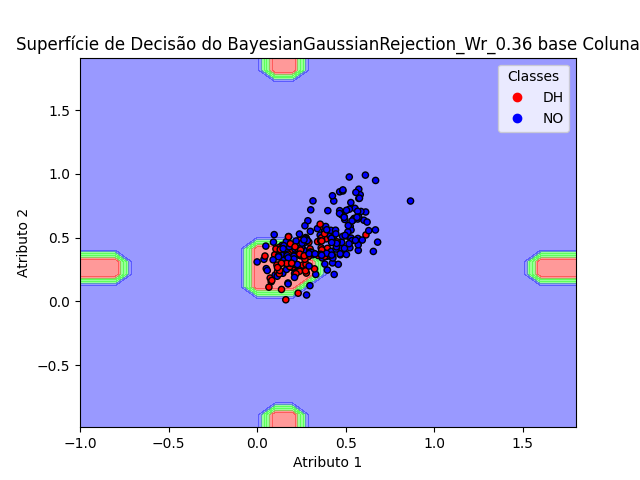 Superfície de Decisão do BayesianGaussianRejection_Wr_0.36 base Coluna
Classes
DH
NO
Atributo 2
1.5
1.0
0.5
0.0
−0.5
−1.0 −0.5 0.0 0.5 1.0 1.5
Atributo 1